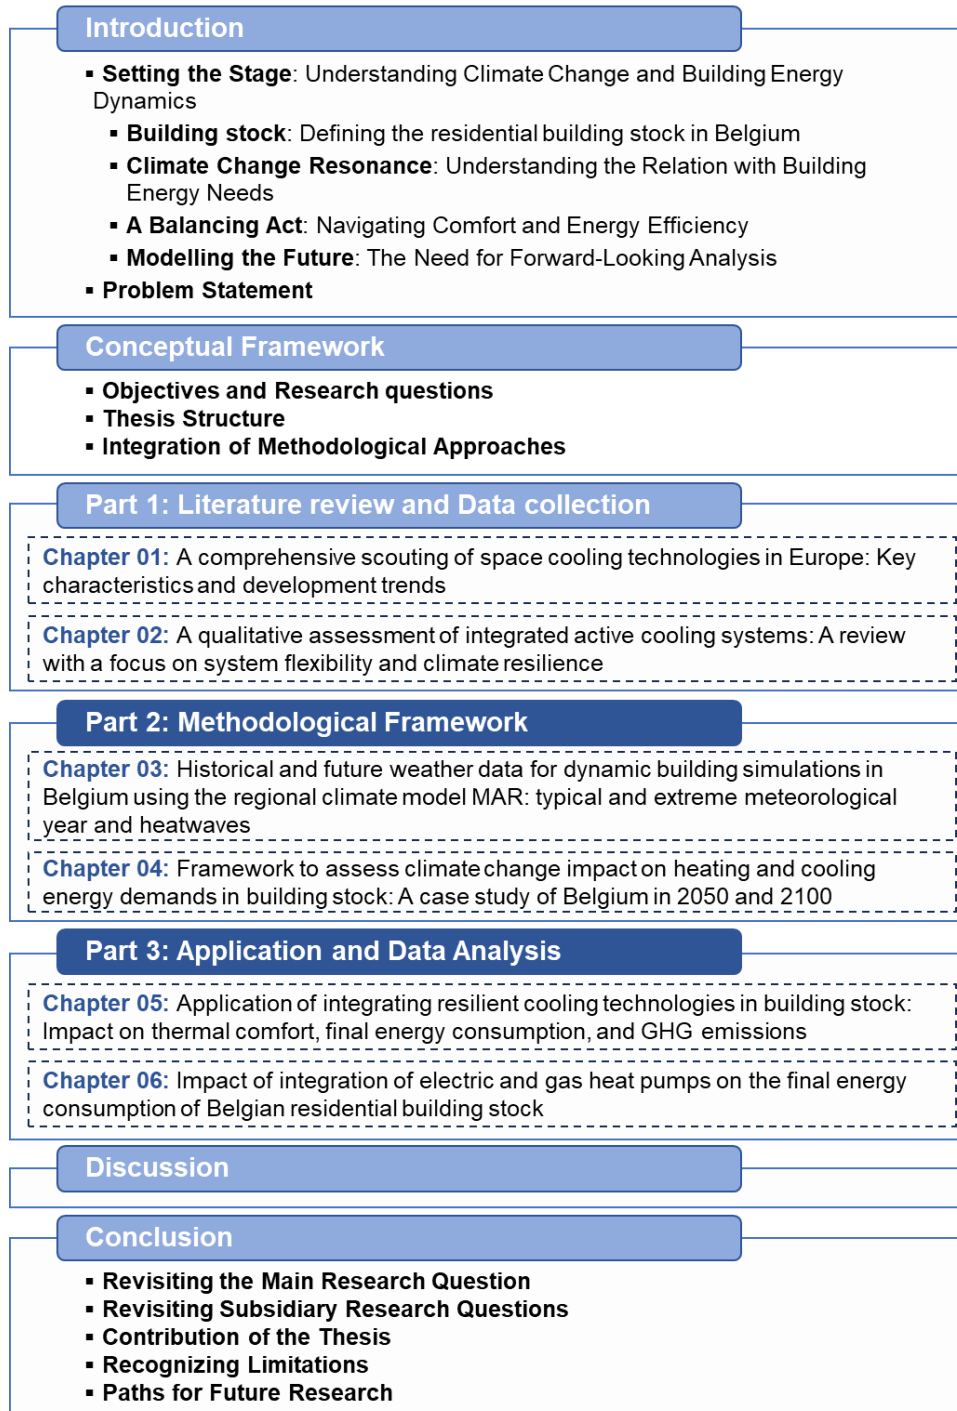 Introduction
▪ Setting the Stage: Understanding Climate Change and Building Energy
Dynamics
▪ Building stock: Defining the residential building stock in Belgium
▪ Climate Change Resonance: Understanding the Relation with Building
Energy Needs
▪ A Balancing Act: Navigating Comfort and Energy Efficiency
▪ Modelling the Future: The Need for Forward-Looking Analysis
▪ Problem Statement
Conceptual Framework
▪ Objectives and Research questions
▪ Thesis Structure
▪ Integration of Methodological Approaches
Part 1: Literature review and Data collection
Chapter 01: A comprehensive scouting of space cooling technologies in Europe: Key
characteristics and development trends
Chapter 02: A qualitative assessment of integrated active cooling systems: A review
with a focus on system flexibility and climate resilience
Part 2: Methodological Framework
Chapter 03: Historical and future weather data for dynamic building simulations in
Belgium using the regional climate model MAR: typical and extreme meteorological
year and heatwaves
Chapter 04: Framework to assess climate change impact on heating and cooling
energy demands in building stock: A case study of Belgium in 2050 and 2100
Part 3: Application and Data Analysis
Chapter 05: Application of integrating resilient cooling technologies in building stock:
Impact on thermal comfort, final energy consumption, and GHG emissions
Chapter 06: Impact of integration of electric and gas heat pumps on the final energy
consumption of Belgian residential building stock
Discussion
Conclusion
▪ Revisiting the Main Research Question
▪ Revisiting Subsidiary Research Questions
▪ Contribution of the Thesis
▪ Recognizing Limitations
▪ Paths for Future Research